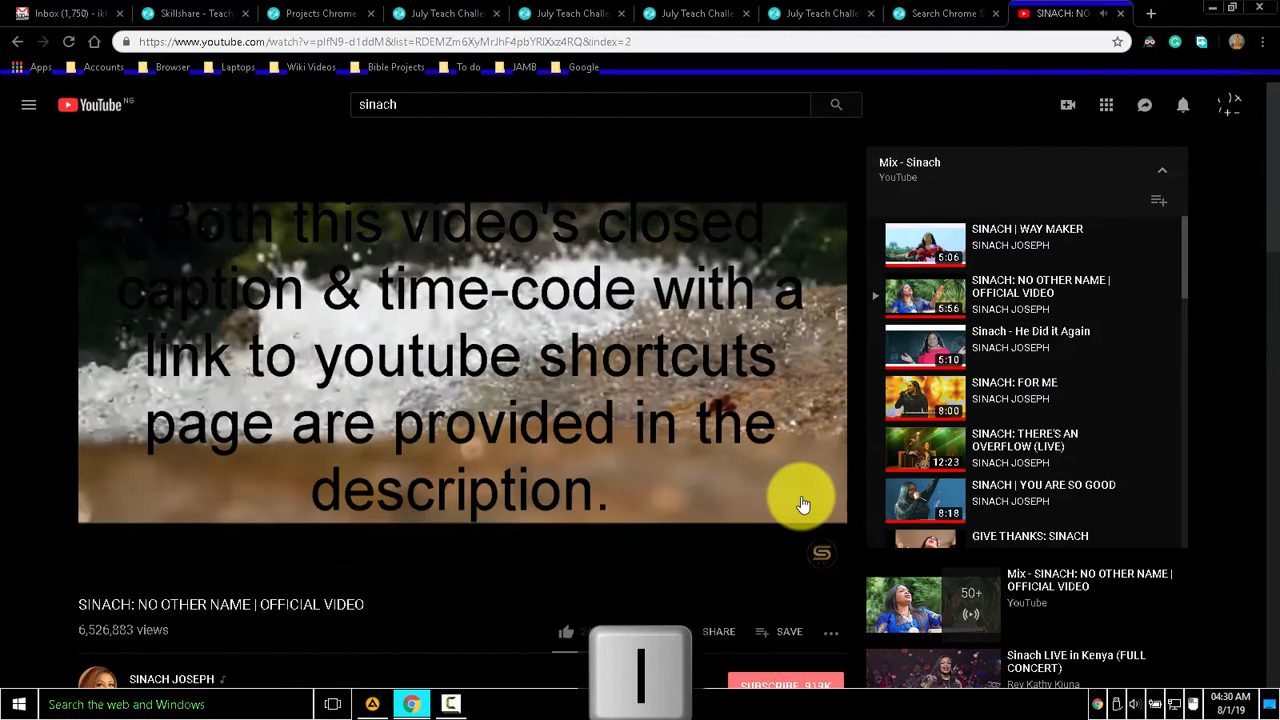 Inbox (1,750) - ikh
Skillshare - Teach
Projects Chrome
July Teach Challe
July Teach Challe
July Teach Challe
July Teach Challe
Search Chrome S
SINACH: NO
https://www.youtube.com/watch?v=plfN9-d1ddM&list=RDEMZm6XyMrJhF4pbYRlXxz4RQ&index=2
Apps Accounts Browser Laptops Wiki Videos Bible Projects To do JAMB Google
YouTube NG
sinach
Both this video's closed
caption & time-code with a
link to youtube shortcuts
page are provided in the
description.
SINACH: NO OTHER NAME | OFFICIAL VIDEO
6,526,883 views
SHARE SAVE
SINACH JOSEPH
SUBSCRIBE 919K
I
Mix - Sinach
YouTube
5:06
SINACH | WAY MAKER
SINACH JOSEPH
5:56
SINACH: NO OTHER NAME |
OFFICIAL VIDEO
SINACH JOSEPH
5:10
Sinach - He Did it Again
SINACH JOSEPH
8:00
SINACH: FOR ME
SINACH JOSEPH
12:23
SINACH: THERE'S AN
OVERFLOW (LIVE)
SINACH JOSEPH
8:18
SINACH | YOU ARE SO GOOD
SINACH JOSEPH
GIVE THANKS: SINACH
50+
Mix - SINACH: NO OTHER NAME |
OFFICIAL VIDEO
YouTube
Sinach LIVE in Kenya (FULL
CONCERT)
Rev Kathy Kiuna
Search the web and Windows
04:30 AM
8/1/19